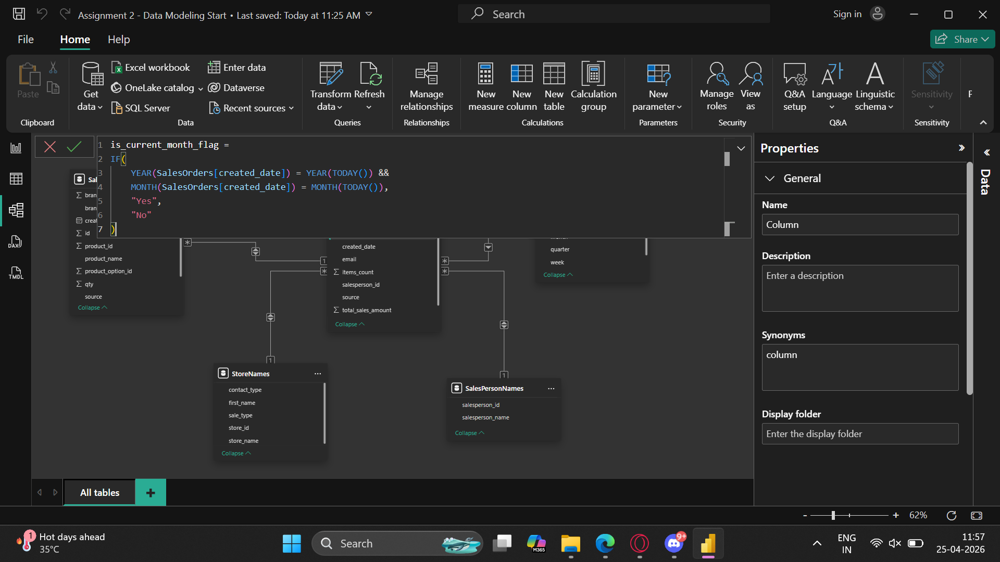 Assignment 2 - Data Modeling Start • Last saved: Today at 11:25 AM
Search
Sign in
File
Home
Help
Share
Paste
Clipboard
Get data
Excel workbook
OneLake catalog
SQL Server
Enter data
Dataverse
Recent sources
Data
Transform data
Refresh
Queries
Manage relationships
Relationships
New measure
New column
New table
Calculation group
Calculations
New parameter
Parameters
Manage roles
View as
Security
Q&A setup
Language
Linguistic schema
Q&A
Sensitivity
Sensitivity
1 is_current_month_flag =
2 IF(
3 YEAR(SalesOrders[created_date]) = YEAR(TODAY()) &&
4 MONTH(SalesOrders[created_date]) = MONTH(TODAY()),
5 "Yes",
6 "No"
7 )
Sal
bran
bran
creat
id
product_id
product_name
product_option_id
qty
source
Collapse
created_date
email
items_count
salesperson_id
source
total_sales_amount
Collapse
quarter
week
Collapse
* 1 * * *
1 1
StoreNames
contact_type
first_name
sale_type
store_id
store_name
Collapse
SalesPersonNames
salesperson_id
salesperson_name
Collapse
Properties
General
Name
Column
Description
Enter a description
Synonyms
column
Display folder
Enter the display folder
Data
DAX
TMDL
All tables
+
- + 62%
1
Hot days ahead
35°C
Search
M365
9+
ENG
IN
11:57
25-04-2026